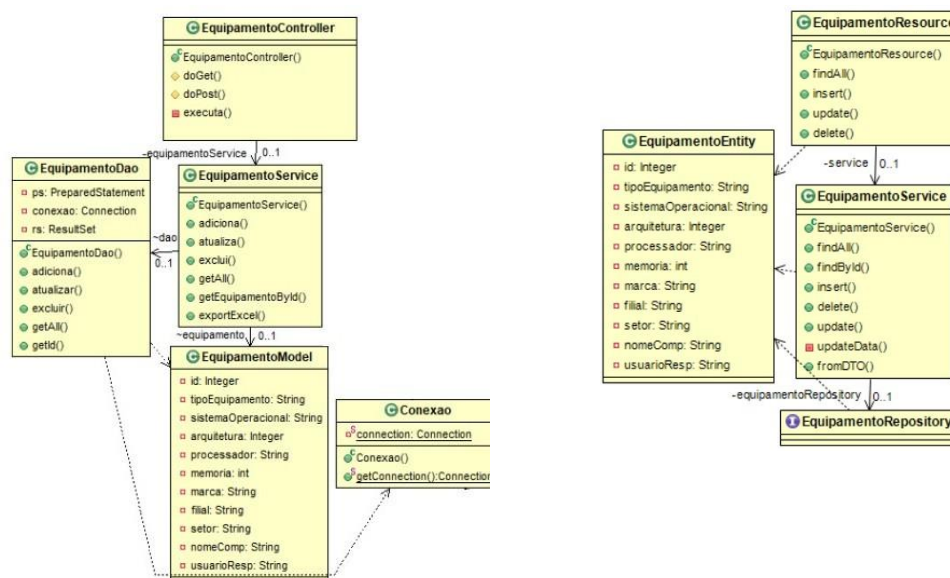 EquipamentoController
EquipamentoController()
doGet()
doPost()
executa()
-equipamentoService
0..1
EquipamentoDao
ps: PreparedStatement
conexao: Connection
rs: ResultSet
EquipamentoDao()
adiciona()
atualizar()
excluir()
getAll()
getId()
EquipamentoService
EquipamentoService()
adiciona()
atualiza()
exclui()
getAll()
getEquipamentoById()
exportExcel()
~dao
0..1
~equipamento
0..1
EquipamentoModel
id: Integer
tipoEquipamento: String
sistemaOperacional: String
arquitetura: Integer
processador: String
memoria: int
marca: String
filial: String
setor: String
nomeComp: String
usuarioResp: String
Conexao
connection: Connection
Conexao()
getConnection():Connection
EquipamentoResource
EquipamentoResource()
findAll()
insert()
update()
delete()
-service
0..1
EquipamentoEntity
id: Integer
tipoEquipamento: String
sistemaOperacional: String
arquitetura: Integer
processador: String
memoria: int
marca: String
filial: String
setor: String
nomeComp: String
usuarioResp: String
EquipamentoService
EquipamentoService()
findAll()
findById()
insert()
delete()
update()
updateData()
fromDTO()
-equipamentoRepository
0..1
EquipamentoRepository